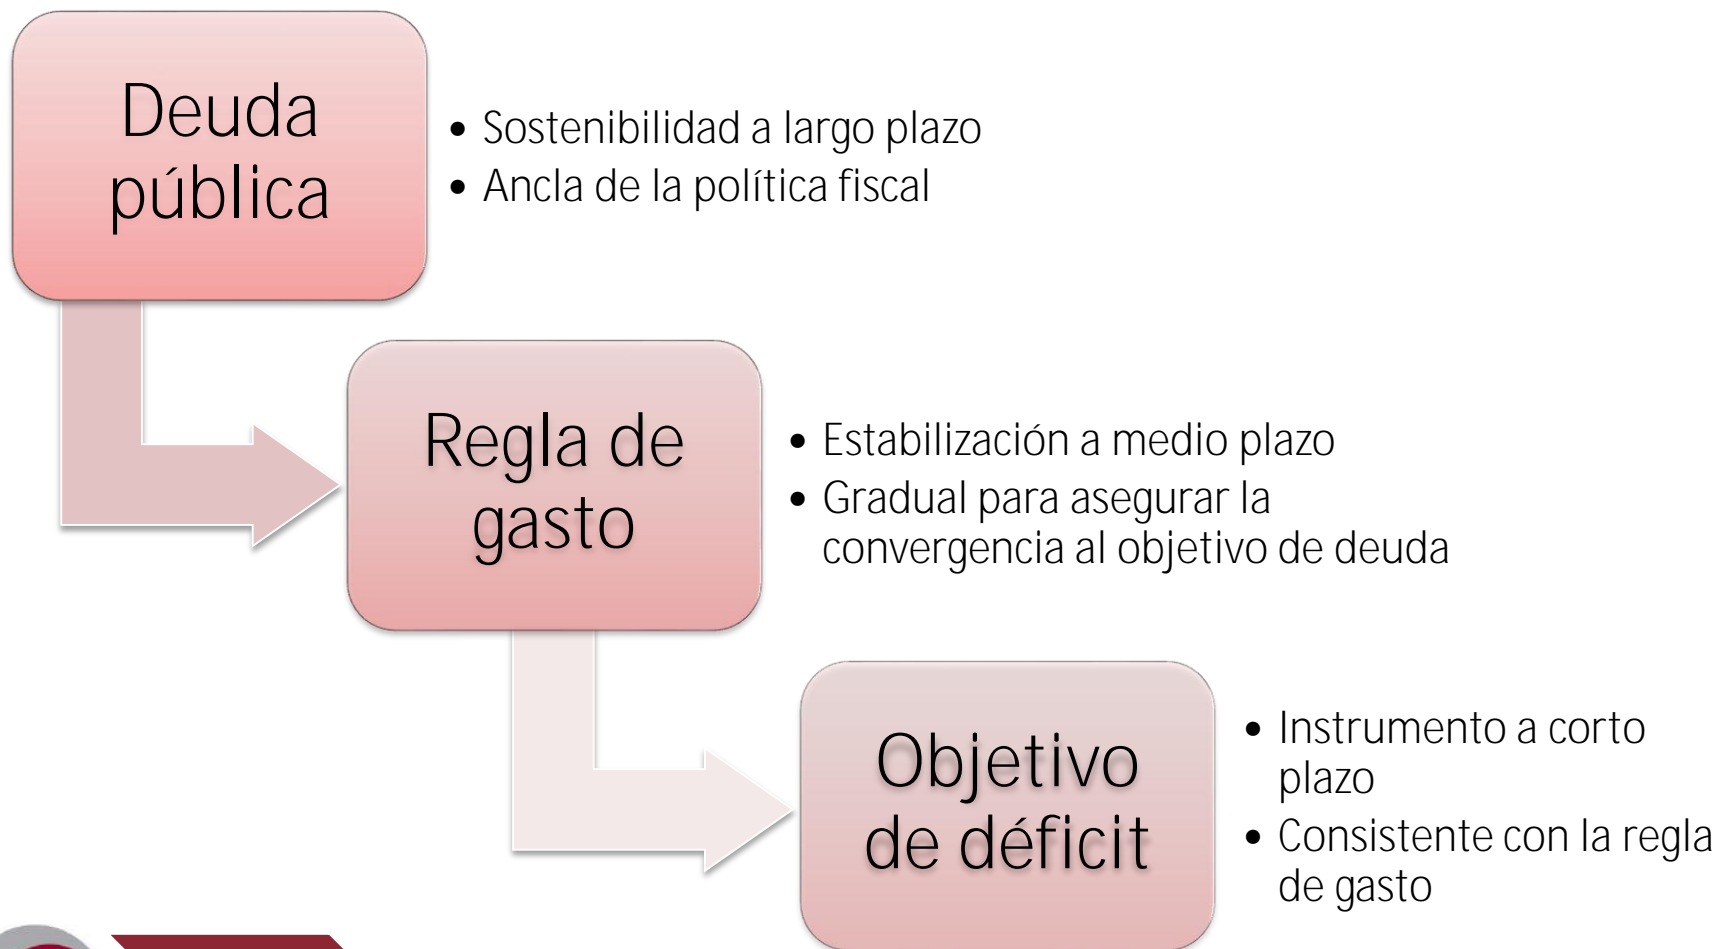 Deuda
pública
• Sostenibilidad a largo plazo
• Ancla de la política fiscal
Regla de
gasto
• Estabilización a medio plazo
• Gradual para asegurar la
convergencia al objetivo de deuda
Objetivo
de déficit
• Instrumento a corto
plazo
• Consistente con la regla
de gasto